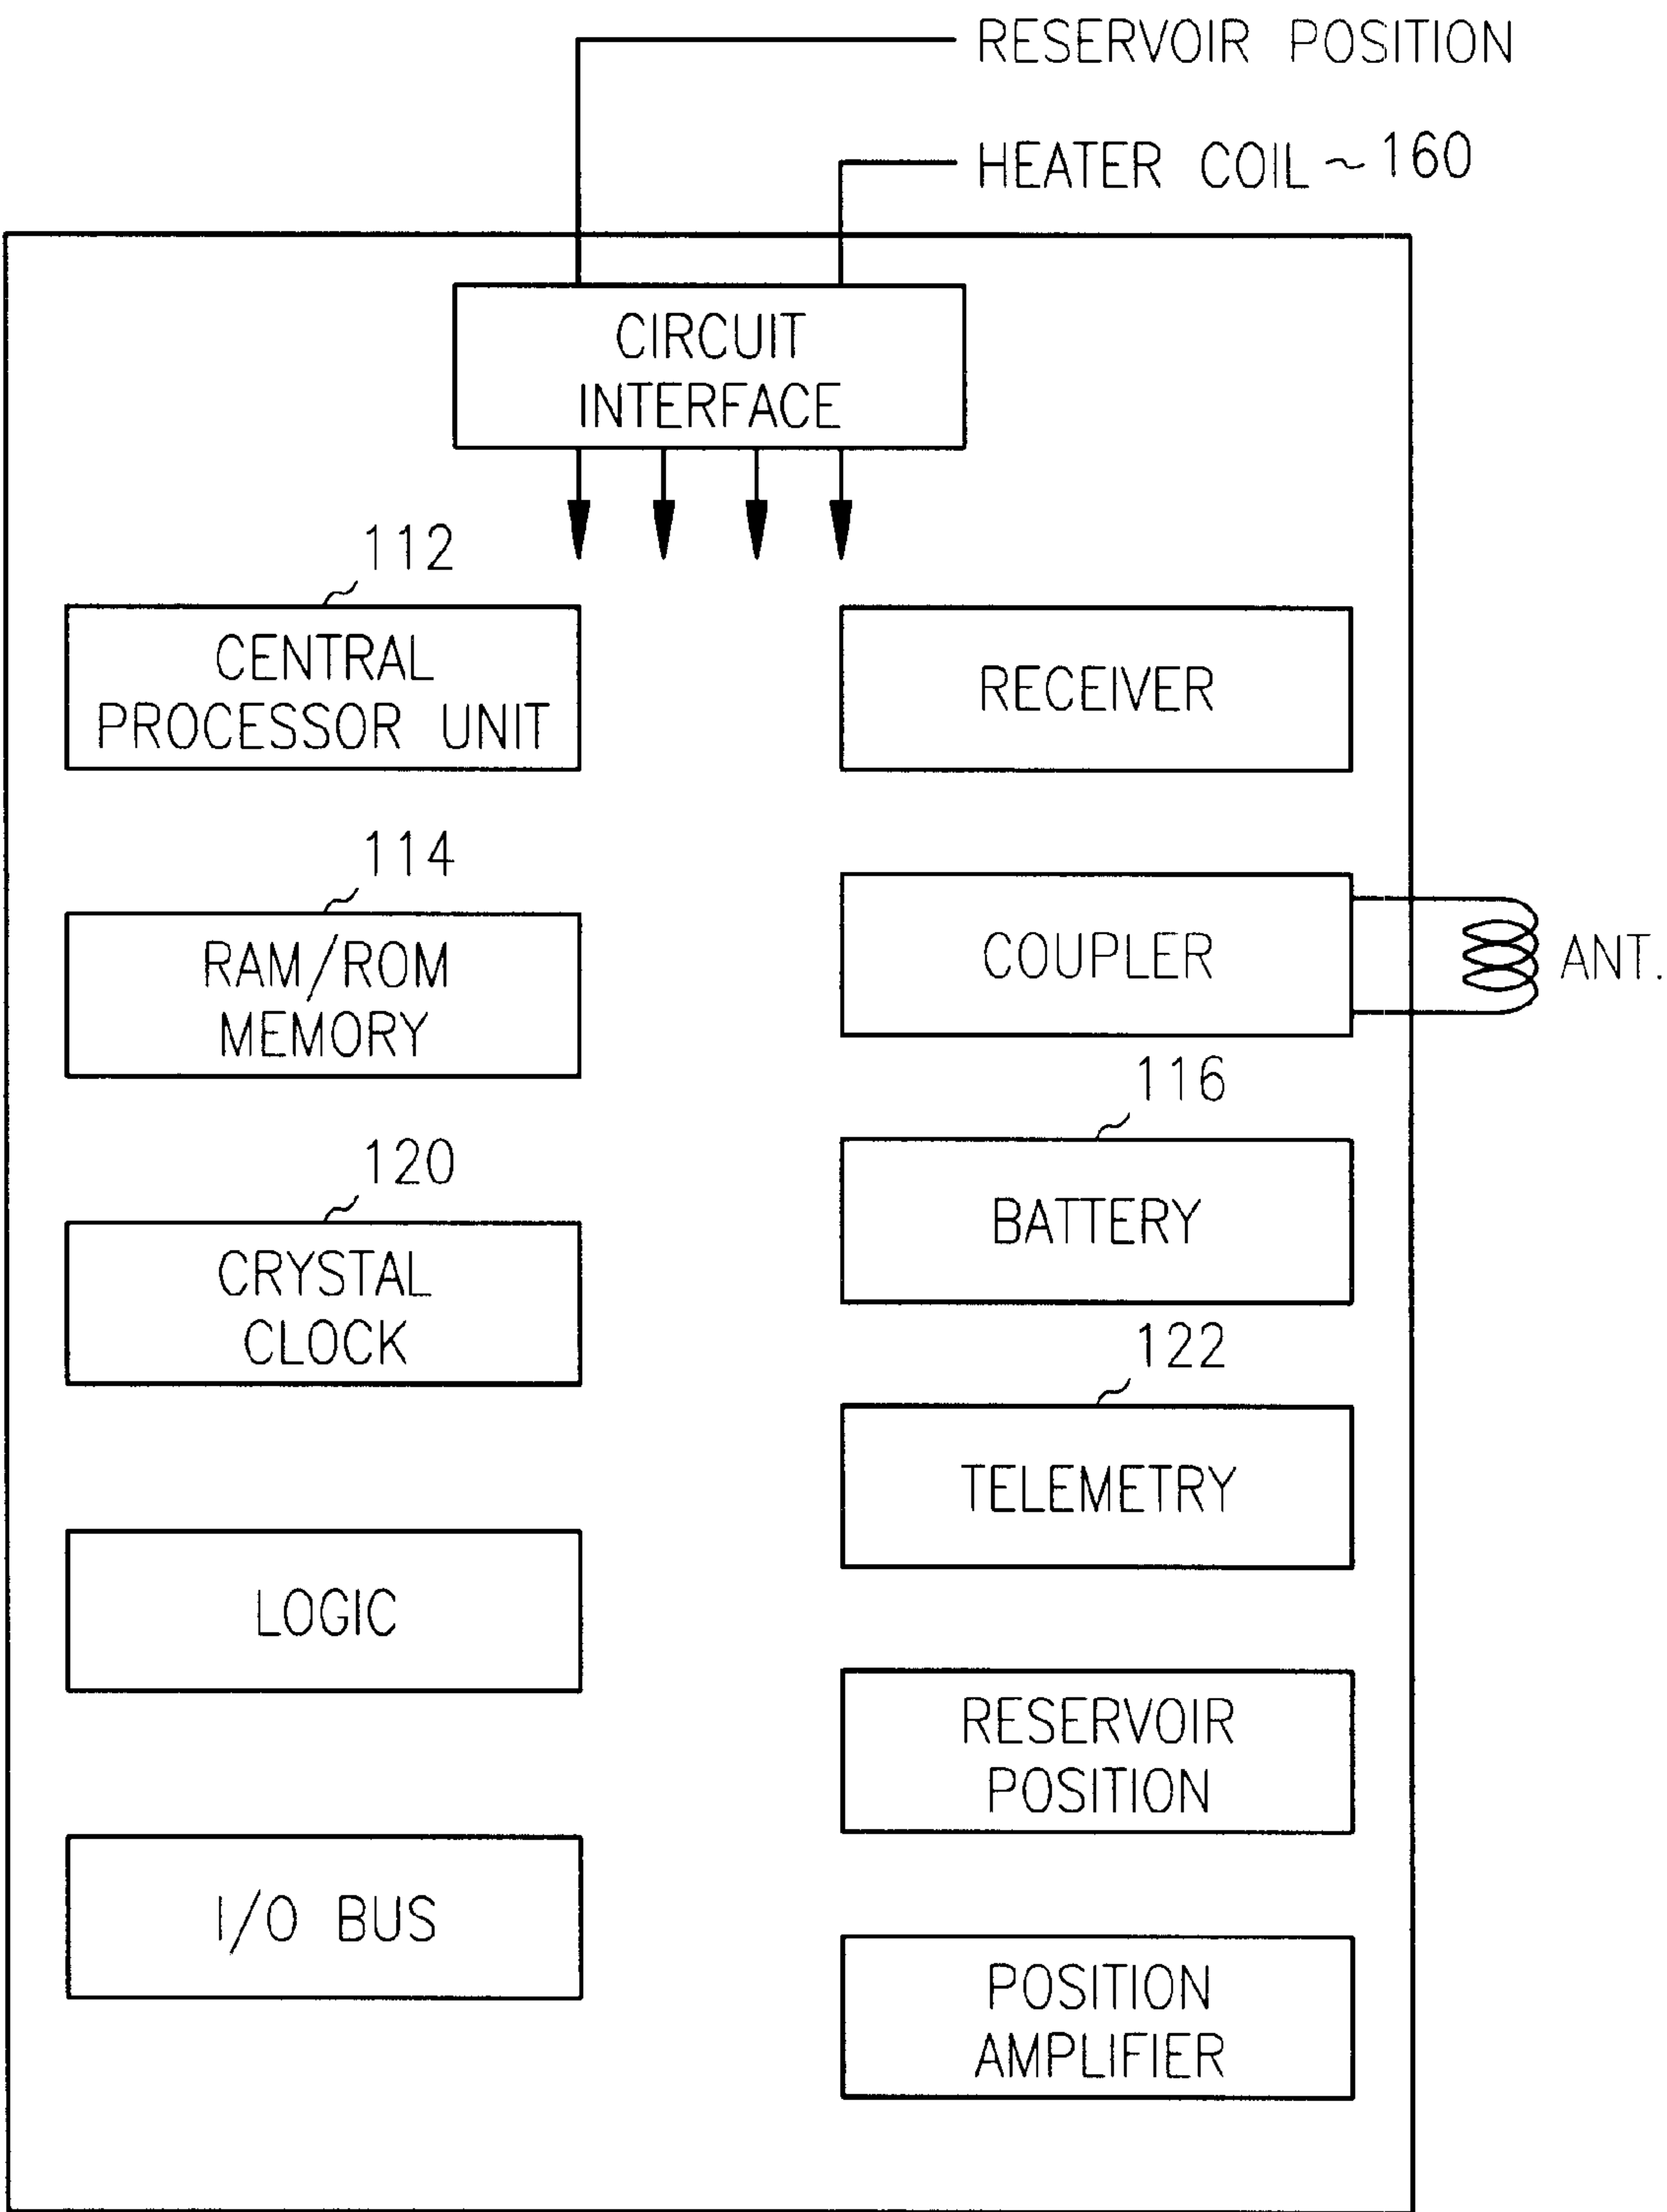 RESERVOIR POSITION
HEATER COIL ~ 160
CIRCUIT
INTERFACE
112
CENTRAL
PROCESSOR UNIT
RECEIVER
114
RAM/ROM
MEMORY
COUPLER
ANT.
116
BATTERY
120
CRYSTAL
CLOCK
122
TELEMETRY
LOGIC
RESERVOIR
POSITION
I/O BUS
POSITION
AMPLIFIER